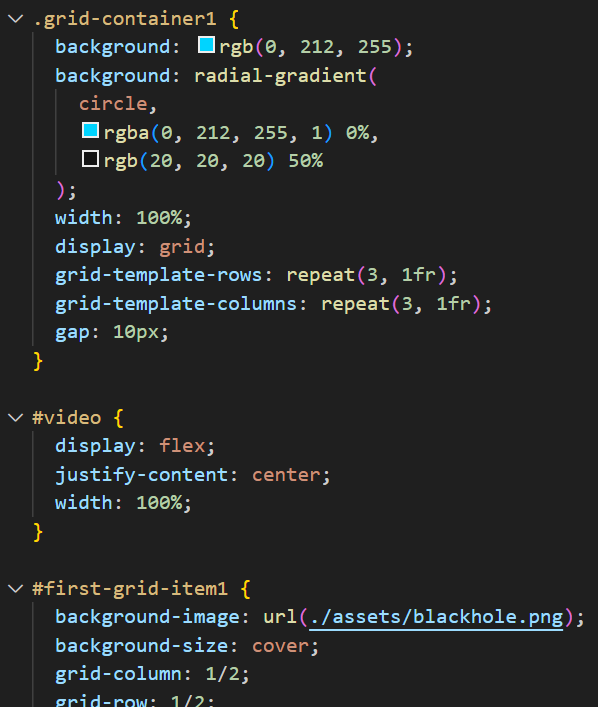 .grid-container1 {
background: rgb(0, 212, 255);
background: radial-gradient(
circle,
rgba(0, 212, 255, 1) 0%,
rgb(20, 20, 20) 50%
);
width: 100%;
display: grid;
grid-template-rows: repeat(3, 1fr);
grid-template-columns: repeat(3, 1fr);
gap: 10px;
}
#video {
display: flex;
justify-content: center;
width: 100%;
}
#first-grid-item1 {
background-image: url(./assets/blackhole.png);
background-size: cover;
grid-column: 1/2;
grid-row: 1/2;